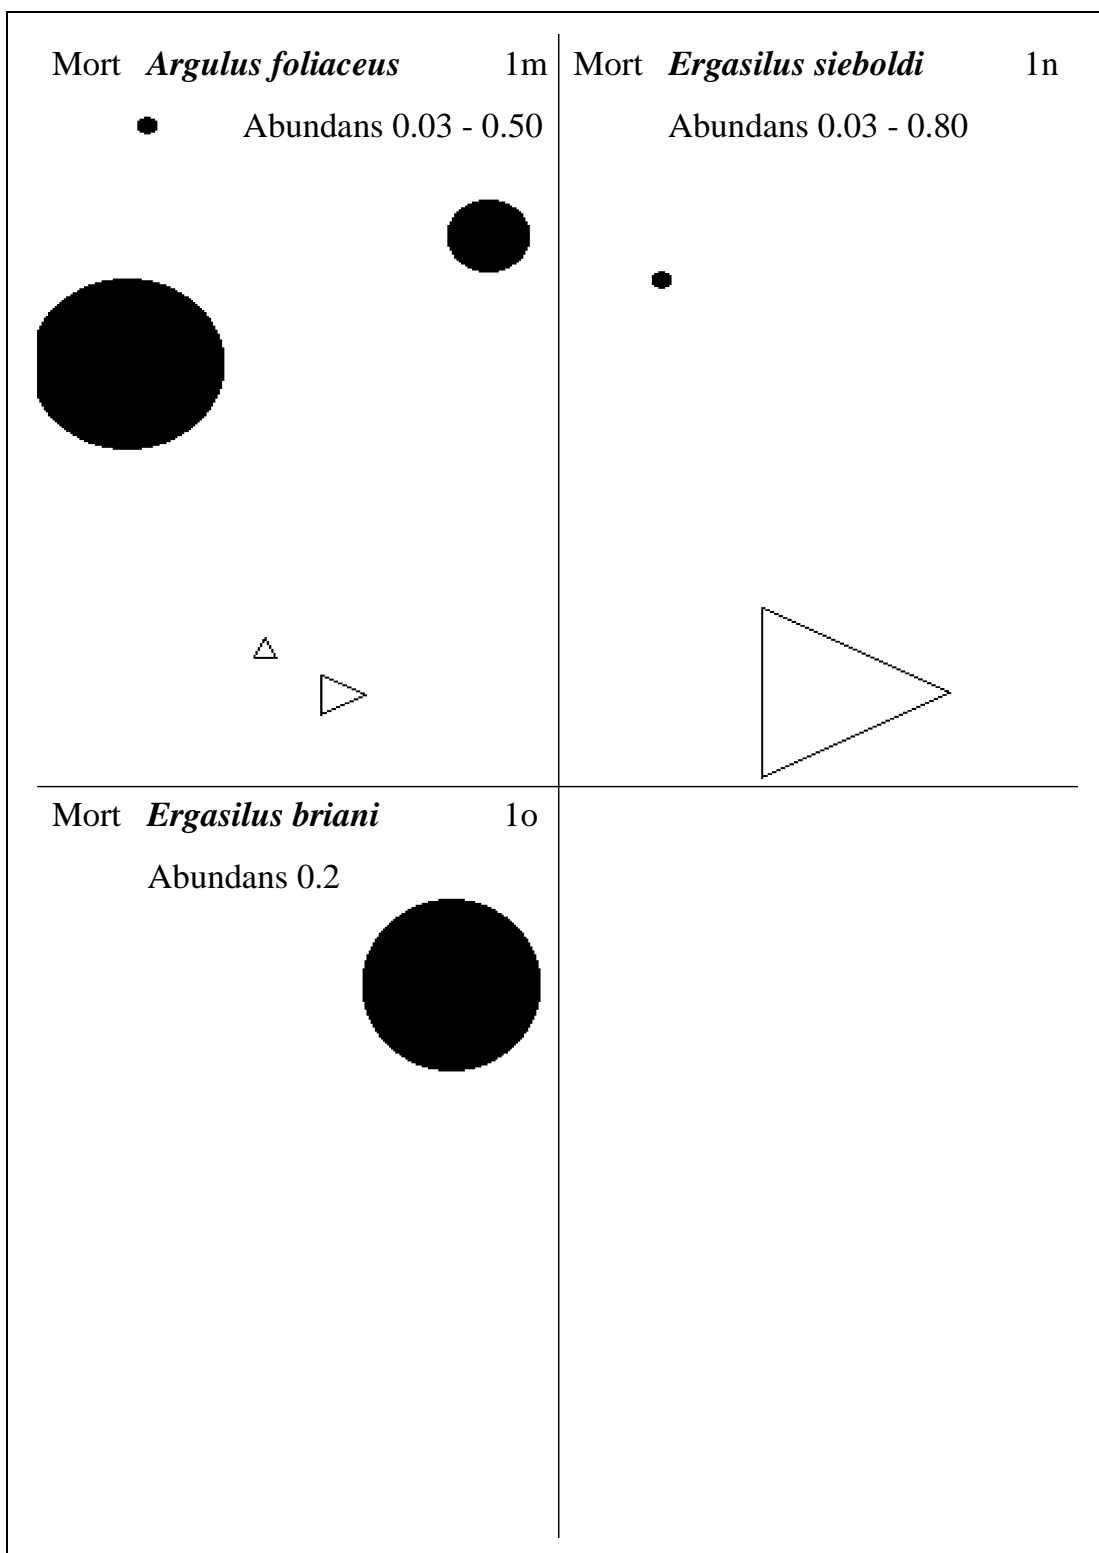 Mort Argulus foliaceus 1m
Abundans 0.03 - 0.50
Mort Ergasilus sieboldi 1n
Abundans 0.03 - 0.80
Mort Ergasilus briani 1o
Abundans 0.2